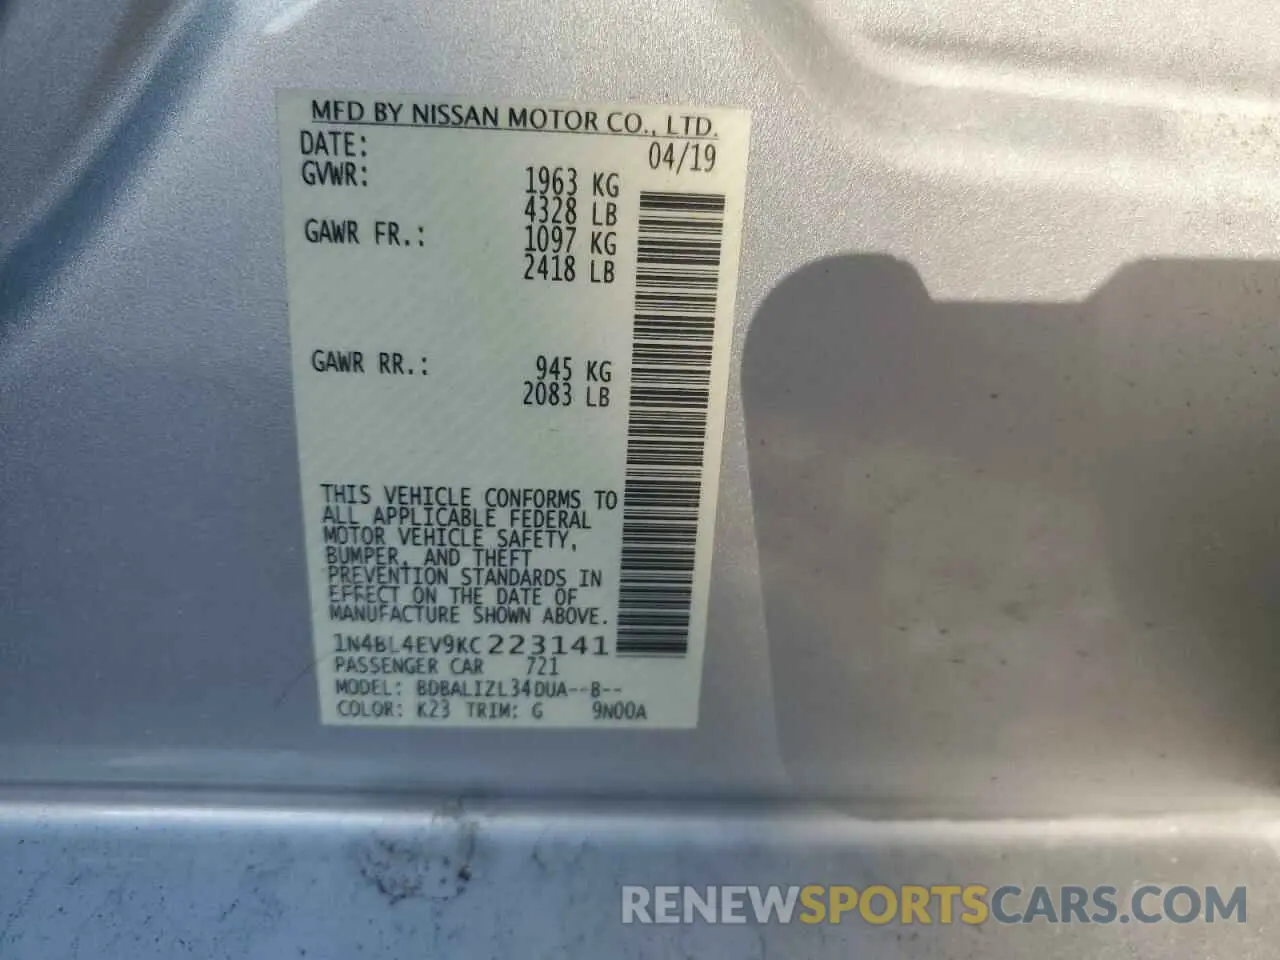 MFD BY NISSAN MOTOR CO., LTD.
DATE: 04/19
GVWR: 1963 KG
4328 LB
GAWR FR.: 1097 KG
2418 LB
GAWR RR.: 945 KG
2083 LB
THIS VEHICLE CONFORMS TO
ALL APPLICABLE FEDERAL
MOTOR VEHICLE SAFETY,
BUMPER, AND THEFT
PREVENTION STANDARDS IN
EFFECT ON THE DATE OF
MANUFACTURE SHOWN ABOVE.
1N4BL4EV9KC223141
PASSENGER CAR 721
MODEL: BDBALIZL34DUA--B--
COLOR: K23 TRIM: G 9N00A
RENEWSPORTSCARS.COM